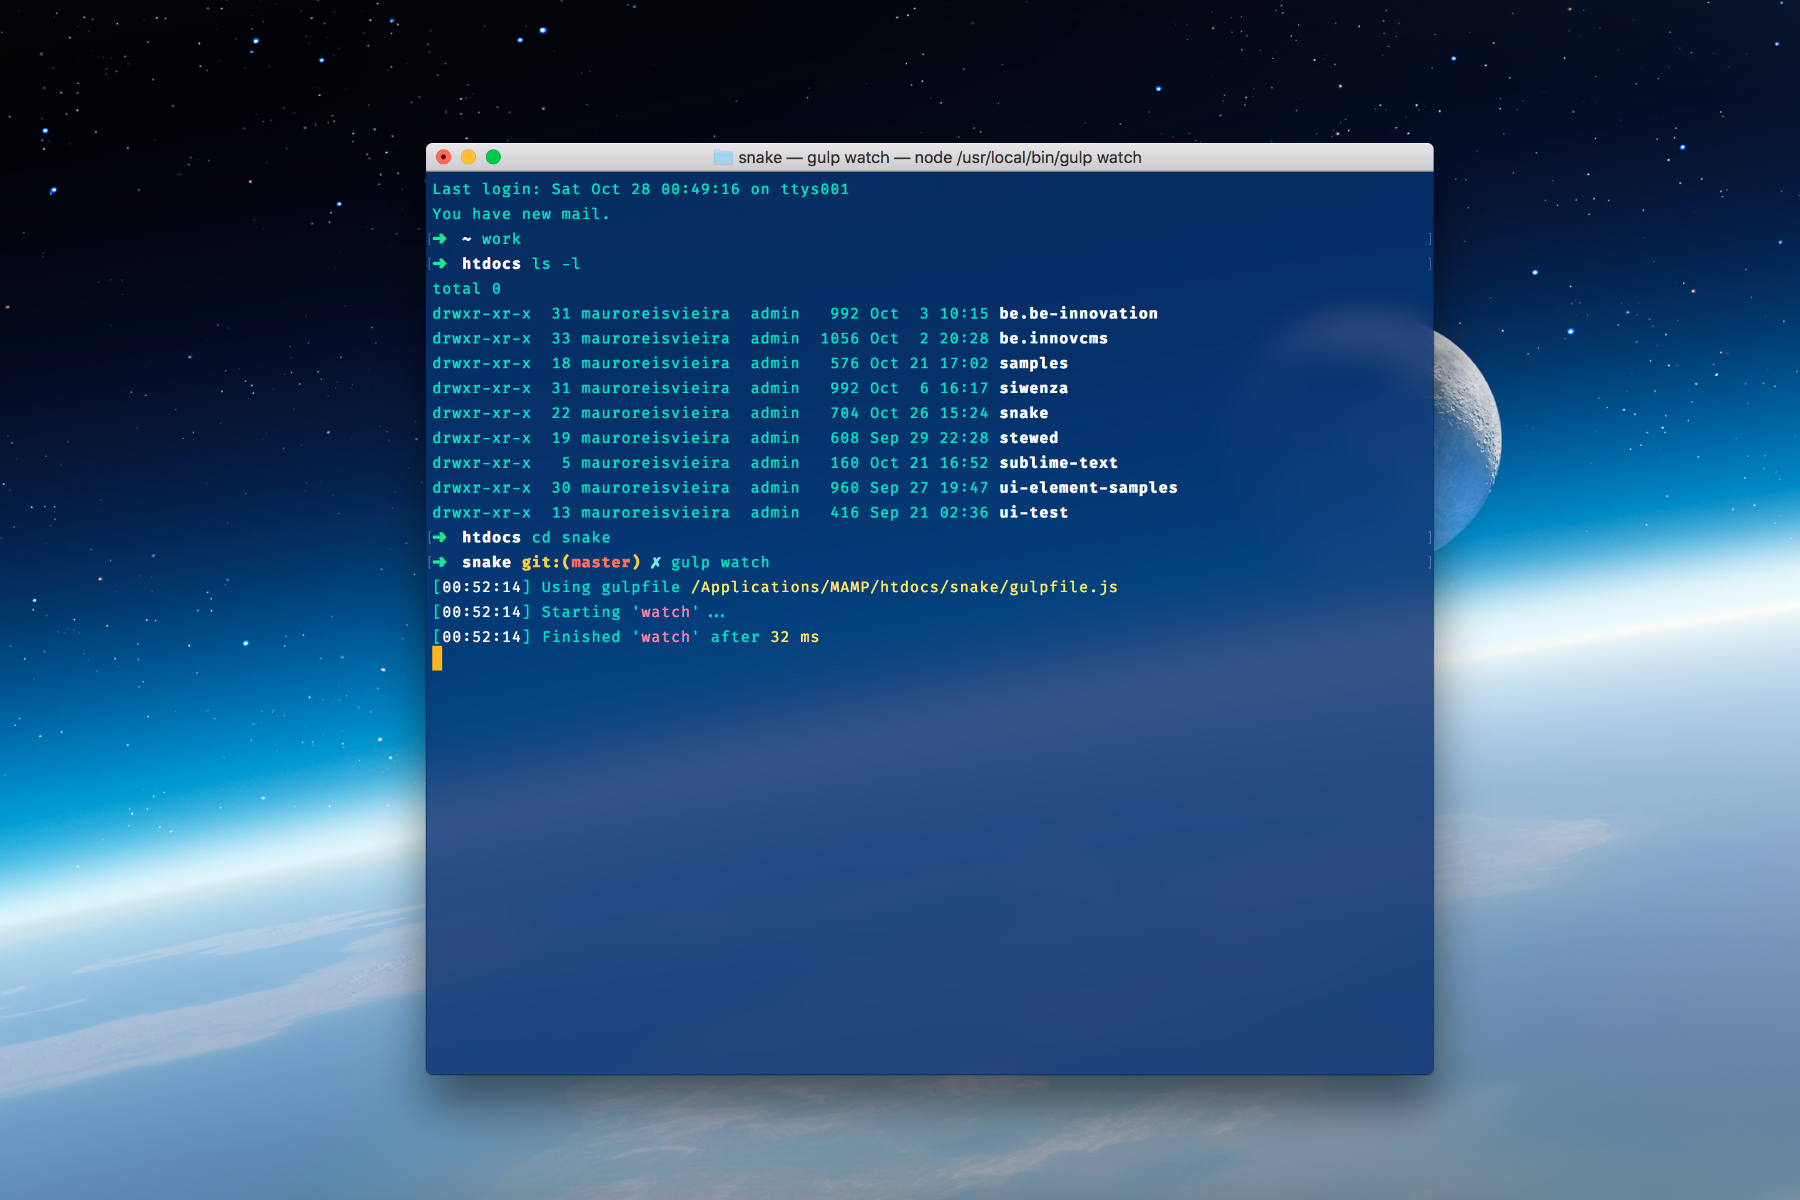 snake — gulp watch — node /usr/local/bin/gulp watch
Last login: Sat Oct 28 00:49:16 on ttys001
You have new mail.
[➜  ~ work ]
[➜  htdocs ls -l ]
total 0
drwxr-xr-x  31 mauroreisvieira  admin   992 Oct  3 10:15 be.be-innovation
drwxr-xr-x  33 mauroreisvieira  admin  1056 Oct  2 20:28 be.innovcms
drwxr-xr-x  18 mauroreisvieira  admin   576 Oct 21 17:02 samples
drwxr-xr-x  31 mauroreisvieira  admin   992 Oct  6 16:17 siwenza
drwxr-xr-x  22 mauroreisvieira  admin   704 Oct 26 15:24 snake
drwxr-xr-x  19 mauroreisvieira  admin   608 Sep 29 22:28 stewed
drwxr-xr-x   5 mauroreisvieira  admin   160 Oct 21 16:52 sublime-text
drwxr-xr-x  30 mauroreisvieira  admin   960 Sep 27 19:47 ui-element-samples
drwxr-xr-x  13 mauroreisvieira  admin   416 Sep 21 02:36 ui-test
[➜  htdocs cd snake ]
[➜  snake git:(master) ✗ gulp watch ]
[00:52:14] Using gulpfile /Applications/MAMP/htdocs/snake/gulpfile.js
[00:52:14] Starting 'watch'...
[00:52:14] Finished 'watch' after 32 ms